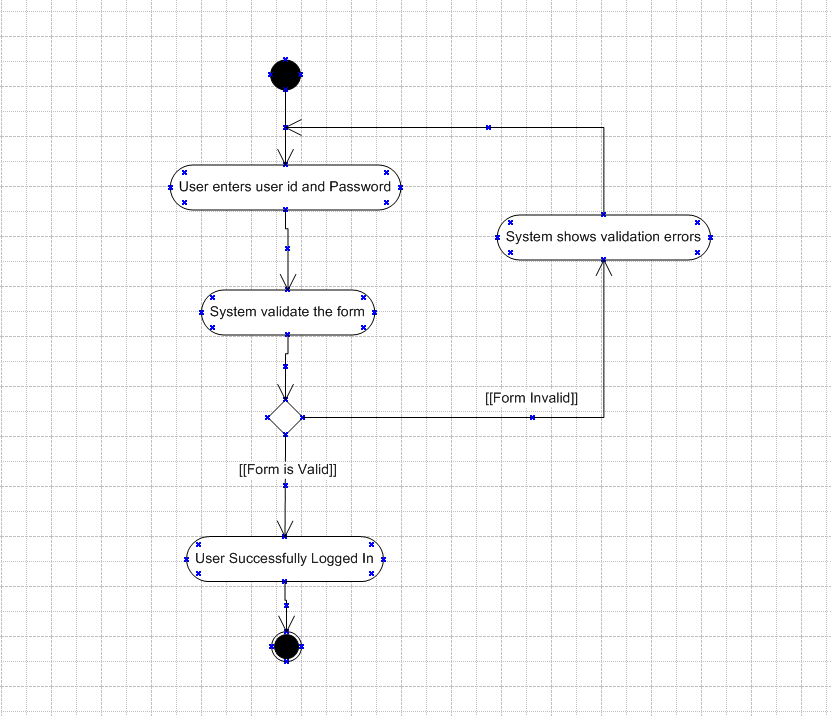 User enters user id and Password
System shows validation errors
System validate the form
[[Form Invalid]]
[[Form is Valid]]
User Successfully Logged In